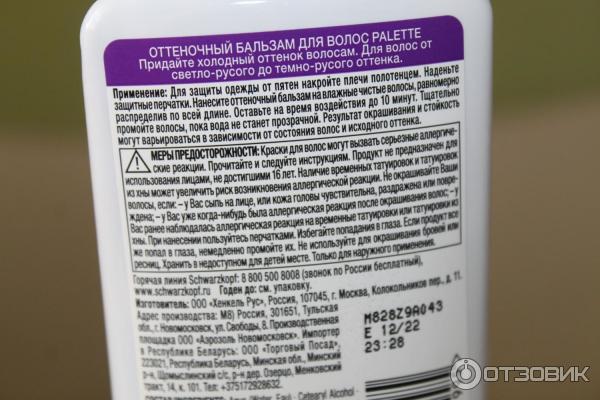 ОТТЕНОЧНЫЙ БАЛЬЗАМ ДЛЯ ВОЛОС PALETTE
Придайте холодный оттенок волосам. Для волос от
светло-русого до темно-русого оттенка.
Применение: Для защиты одежды от пятен накройте плечи полотенцем. Наденьте
защитные перчатки. Нанесите оттеночный бальзам на влажные чистые волосы, равномерно
распределив по всей длине. Оставьте на время воздействия до 10 минут. Тщательно
промойте волосы, пока вода не станет прозрачной. Результат окрашивания и стойкость
могут варьироваться в зависимости от состояния волос и исходного оттенка.
МЕРЫ ПРЕДОСТОРОЖНОСТИ: Краски для волос могут вызвать серьезные аллергиче-
ские реакции. Прочитайте и следуйте инструкциям. Продукт не предназначен для
использования лицами, не достигшими 16 лет. Наличие временных татуировок и татуировок
из хны может увеличить риск возникновения аллергической реакции. Не окрашивайте Ваши
волосы, если: – у Вас сыпь на лице, или кожа головы чувствительна, раздражена или повре-
ждена; – у Вас уже когда-нибудь была аллергическая реакция после окрашивания волос; – у
Вас ранее наблюдалась аллергическая реакция на временные татуировки или татуировки из
хны. При нанесении пользуйтесь перчатками. Избегайте попадания в глаза. Если продукт все
же попал в глаза, немедленно промойте их. Не используйте для окрашивания бровей или
ресниц. Хранить в недоступном для детей месте. Только для наружного применения.
Горячая линия Schwarzkopf: 8 800 500 8008 (звонок по России бесплатный).
www.schwarzkopf.ru Годен до см. упаковку.
Изготовитель: ООО «Хенкель Рус», Россия, 107045, г. Москва, Колокольников пер., д. 11.
Адрес производства: М8) Россия, 301651, Тульская
обл., г. Новомосковск, ул. Свободы, 8. Производственная
площадка ООО «Аэрозоль Новомосковск». Импортер
в Республику Беларусь: ООО «Торговый Посад»,
223021, Республика Беларусь, Минская обл., Минский
р-н, Щомыслицкий с/с, р-н дер. Озерцо, Меньковский
тракт, 14, к. 101. Тел: +375172928632.
Aqua (Water, Eau) · Cetearyl Alcohol ·
M828Z9A043
E 12/22
23:28
ОТЗОВИК